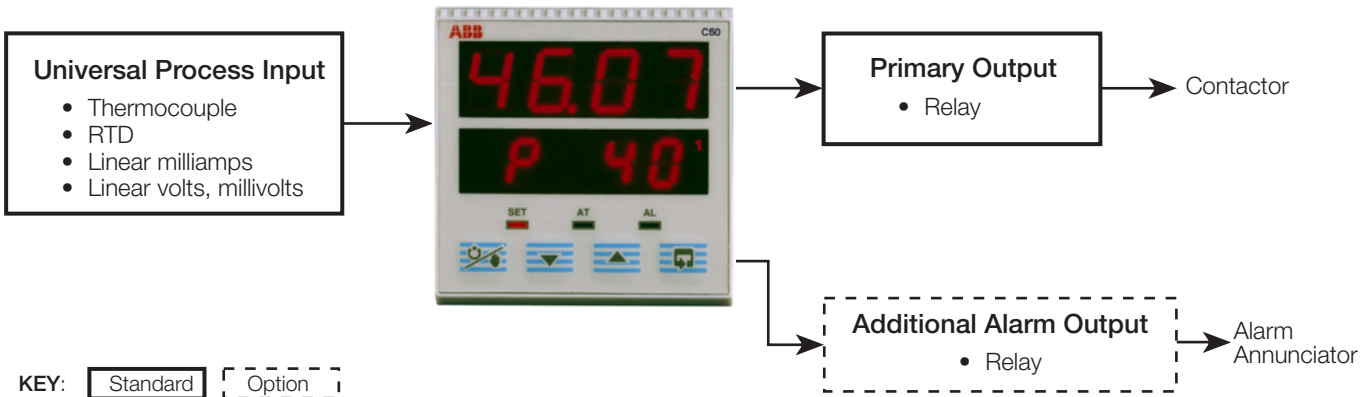 Universal Process Input
• Thermocouple
• RTD
• Linear milliamps
• Linear volts, millivolts
ABB
C50
46.07
P 40 1
SET AT AL
Primary Output
• Relay
Contactor
Additional Alarm Output
• Relay
Alarm
Annunciator
KEY: Standard Option